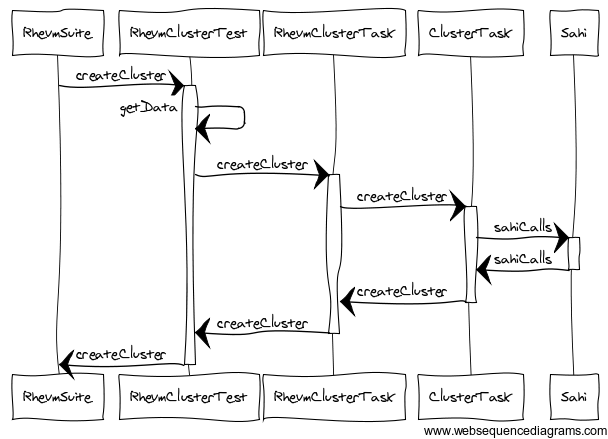 RhevmSuite RhevmClusterTest RhevmClusterTask ClusterTask Sahi
createCluster
getData
createCluster
createCluster
sahiCalls
sahiCalls
createCluster
createCluster
createCluster
RhevmSuite RhevmClusterTest RhevmClusterTask ClusterTask Sahi
www.websequencediagrams.com